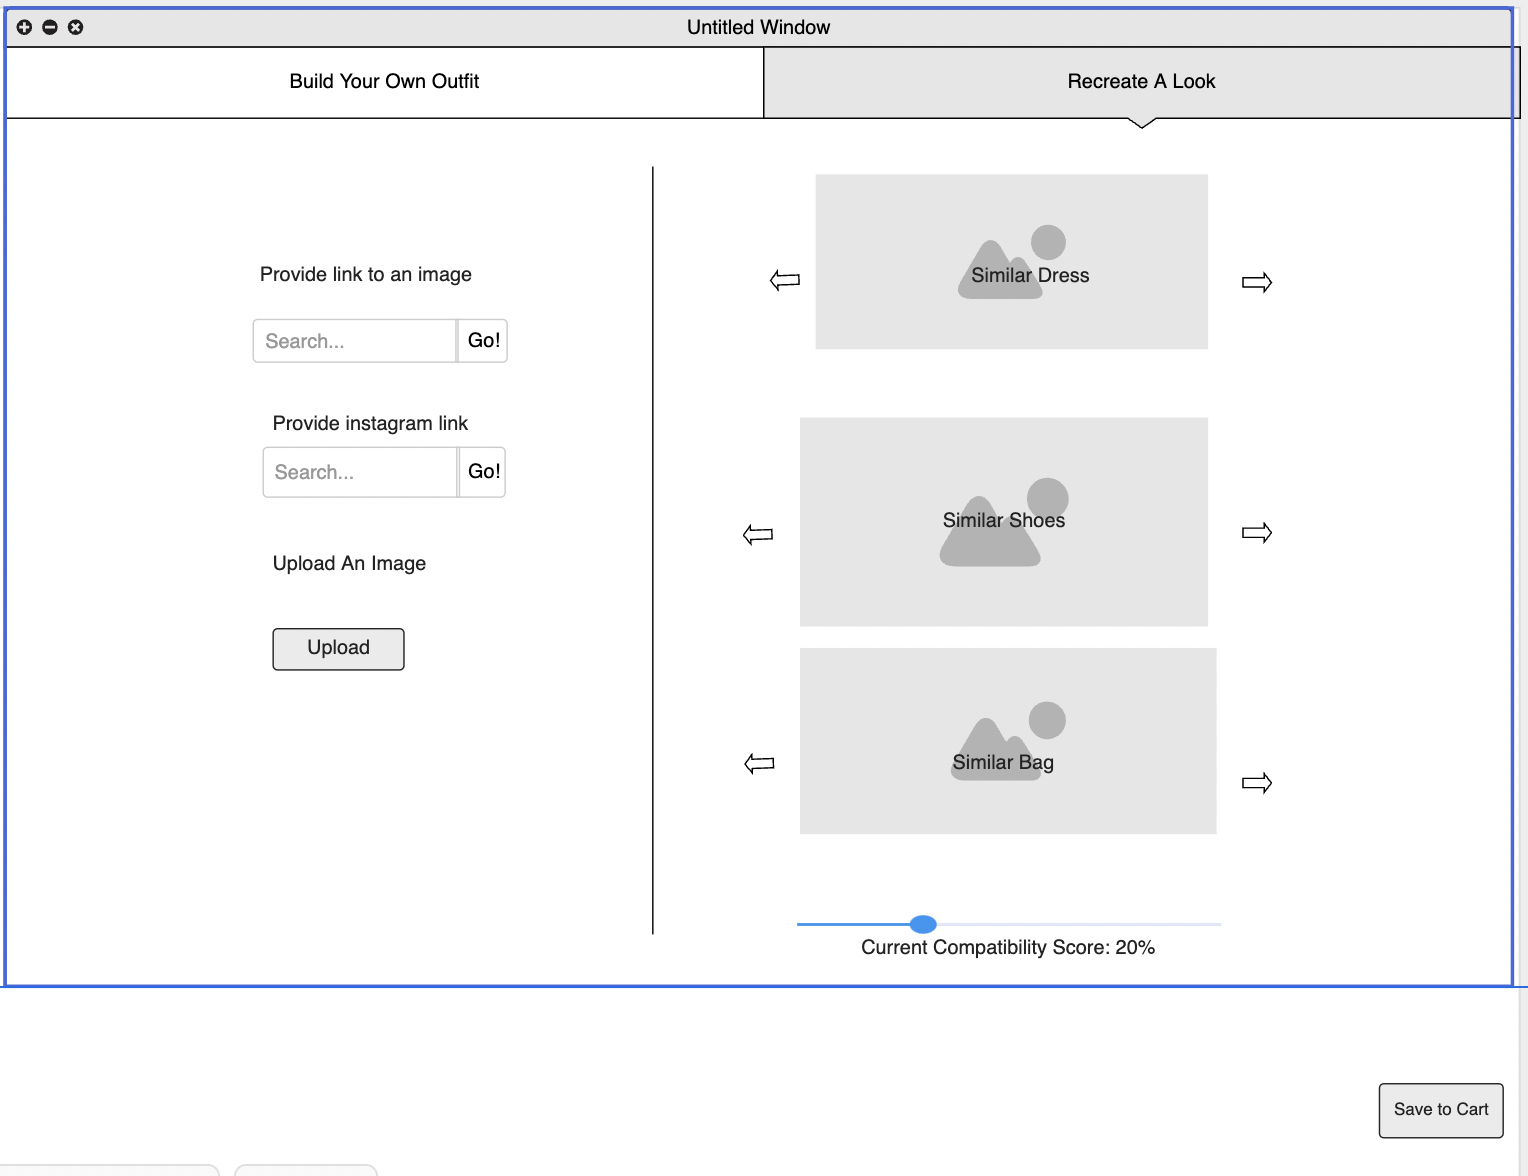 Untitled Window
Build Your Own Outfit
Recreate A Look
Provide link to an image
Search...
Go!
Provide instagram link
Search...
Go!
Upload An Image
Upload
Similar Dress
Similar Shoes
Similar Bag
Current Compatibility Score: 20%
Save to Cart